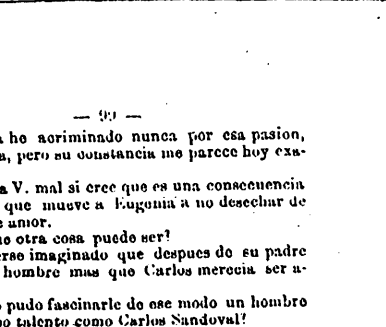 — 99 —
he acriminado nunca por esa pasion,
, pero su constancia me parece hoy exa-
V. mal si cree que es una consecuencia
que mueve a Eugenia a no desechar de
amor.
otra cosa puede ser?
imaginado que despues de su padre
hombre mas que Carlos merecia ser a-
pudo fascinarle de ese modo un hombre
talento como Carlos Sandoval?